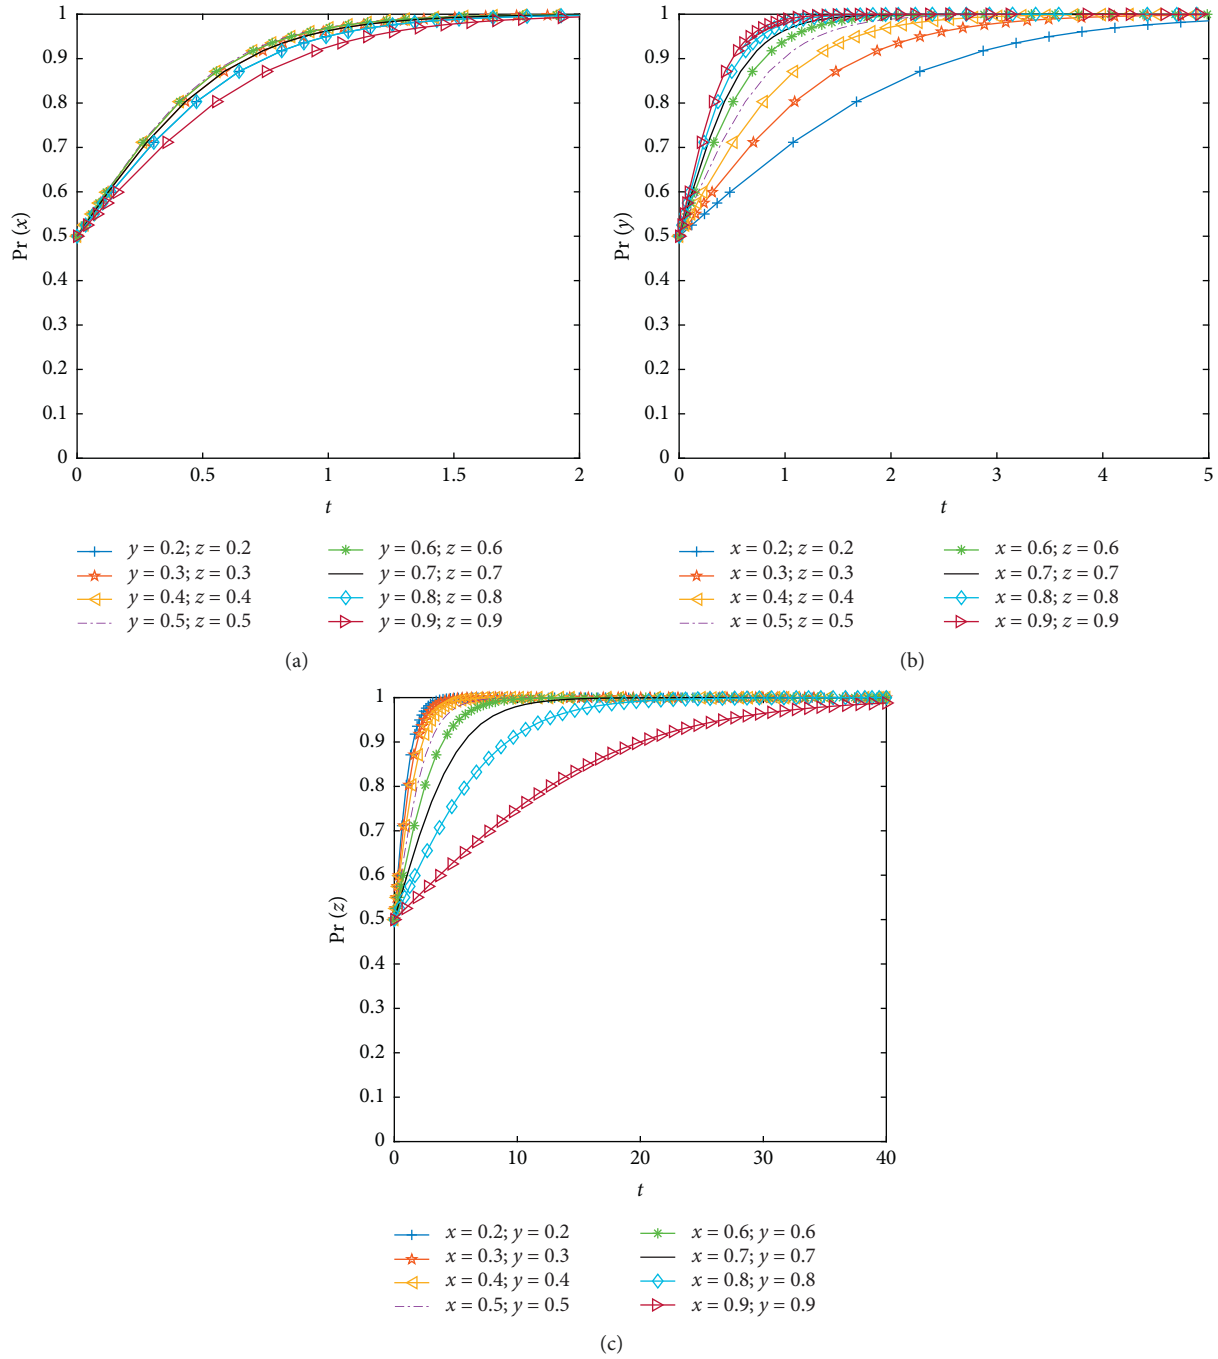 1
0.9
0.8
0.7
0.6
0.5
0.4
0.3
0.2
0.1
0
Pr (x)
0 0.5 1 1.5 2
t
y = 0.2; z = 0.2
y = 0.3; z = 0.3
y = 0.4; z = 0.4
y = 0.5; z = 0.5
y = 0.6; z = 0.6
y = 0.7; z = 0.7
y = 0.8; z = 0.8
y = 0.9; z = 0.9
(a)
1
0.9
0.8
0.7
0.6
0.5
0.4
0.3
0.2
0.1
0
Pr (y)
0 1 2 3 4 5
t
x = 0.2; z = 0.2
x = 0.3; z = 0.3
x = 0.4; z = 0.4
x = 0.5; z = 0.5
x = 0.6; z = 0.6
x = 0.7; z = 0.7
x = 0.8; z = 0.8
x = 0.9; z = 0.9
(b)
1
0.9
0.8
0.7
0.6
0.5
0.4
0.3
0.2
0.1
0
Pr (z)
0 10 20 30 40
t
x = 0.2; y = 0.2
x = 0.3; y = 0.3
x = 0.4; y = 0.4
x = 0.5; y = 0.5
x = 0.6; y = 0.6
x = 0.7; y = 0.7
x = 0.8; y = 0.8
x = 0.9; y = 0.9
(c)